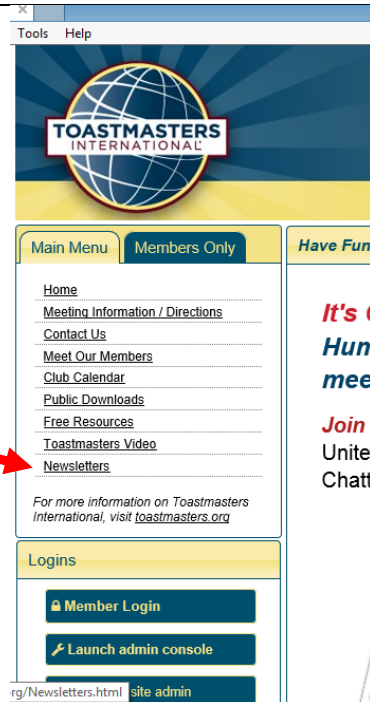 Tools Help
TOASTMASTERS
INTERNATIONAL
Main Menu
Members Only
Home
Meeting Information / Directions
Contact Us
Meet Our Members
Club Calendar
Public Downloads
Free Resources
Toastmasters Video
Newsletters
For more information on Toastmasters
International, visit toastmasters.org
Logins
Member Login
Launch admin console
site admin
rg/Newsletters.html
Have Fun
It's
Hun
mee
Join
Unite
Chatt